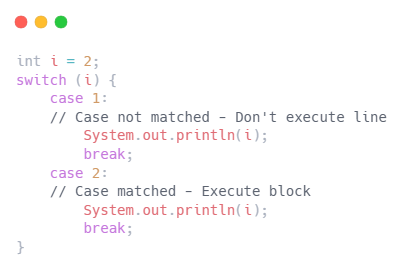 int i = 2;
switch (i) {
    case 1:
    // Case not matched - Don't execute line
        System.out.println(i);
        break;
    case 2:
    // Case matched - Execute block
        System.out.println(i);
        break;
}